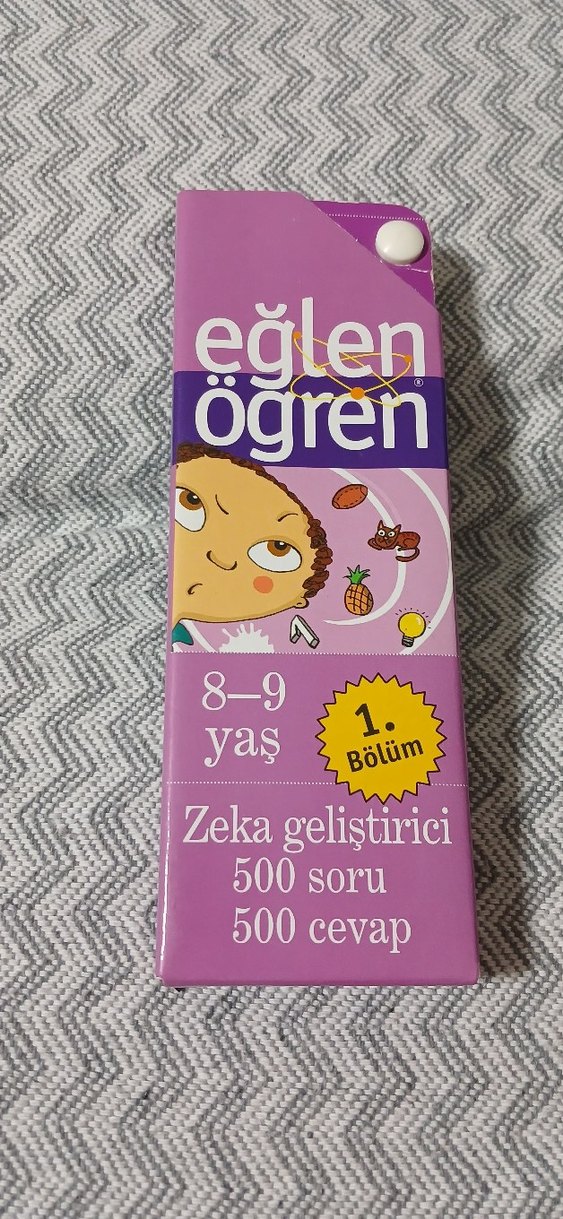 eğlen
öğren®
8–9
yaş
1.
Bölüm
Zeka geliştirici
500 soru
500 cevap